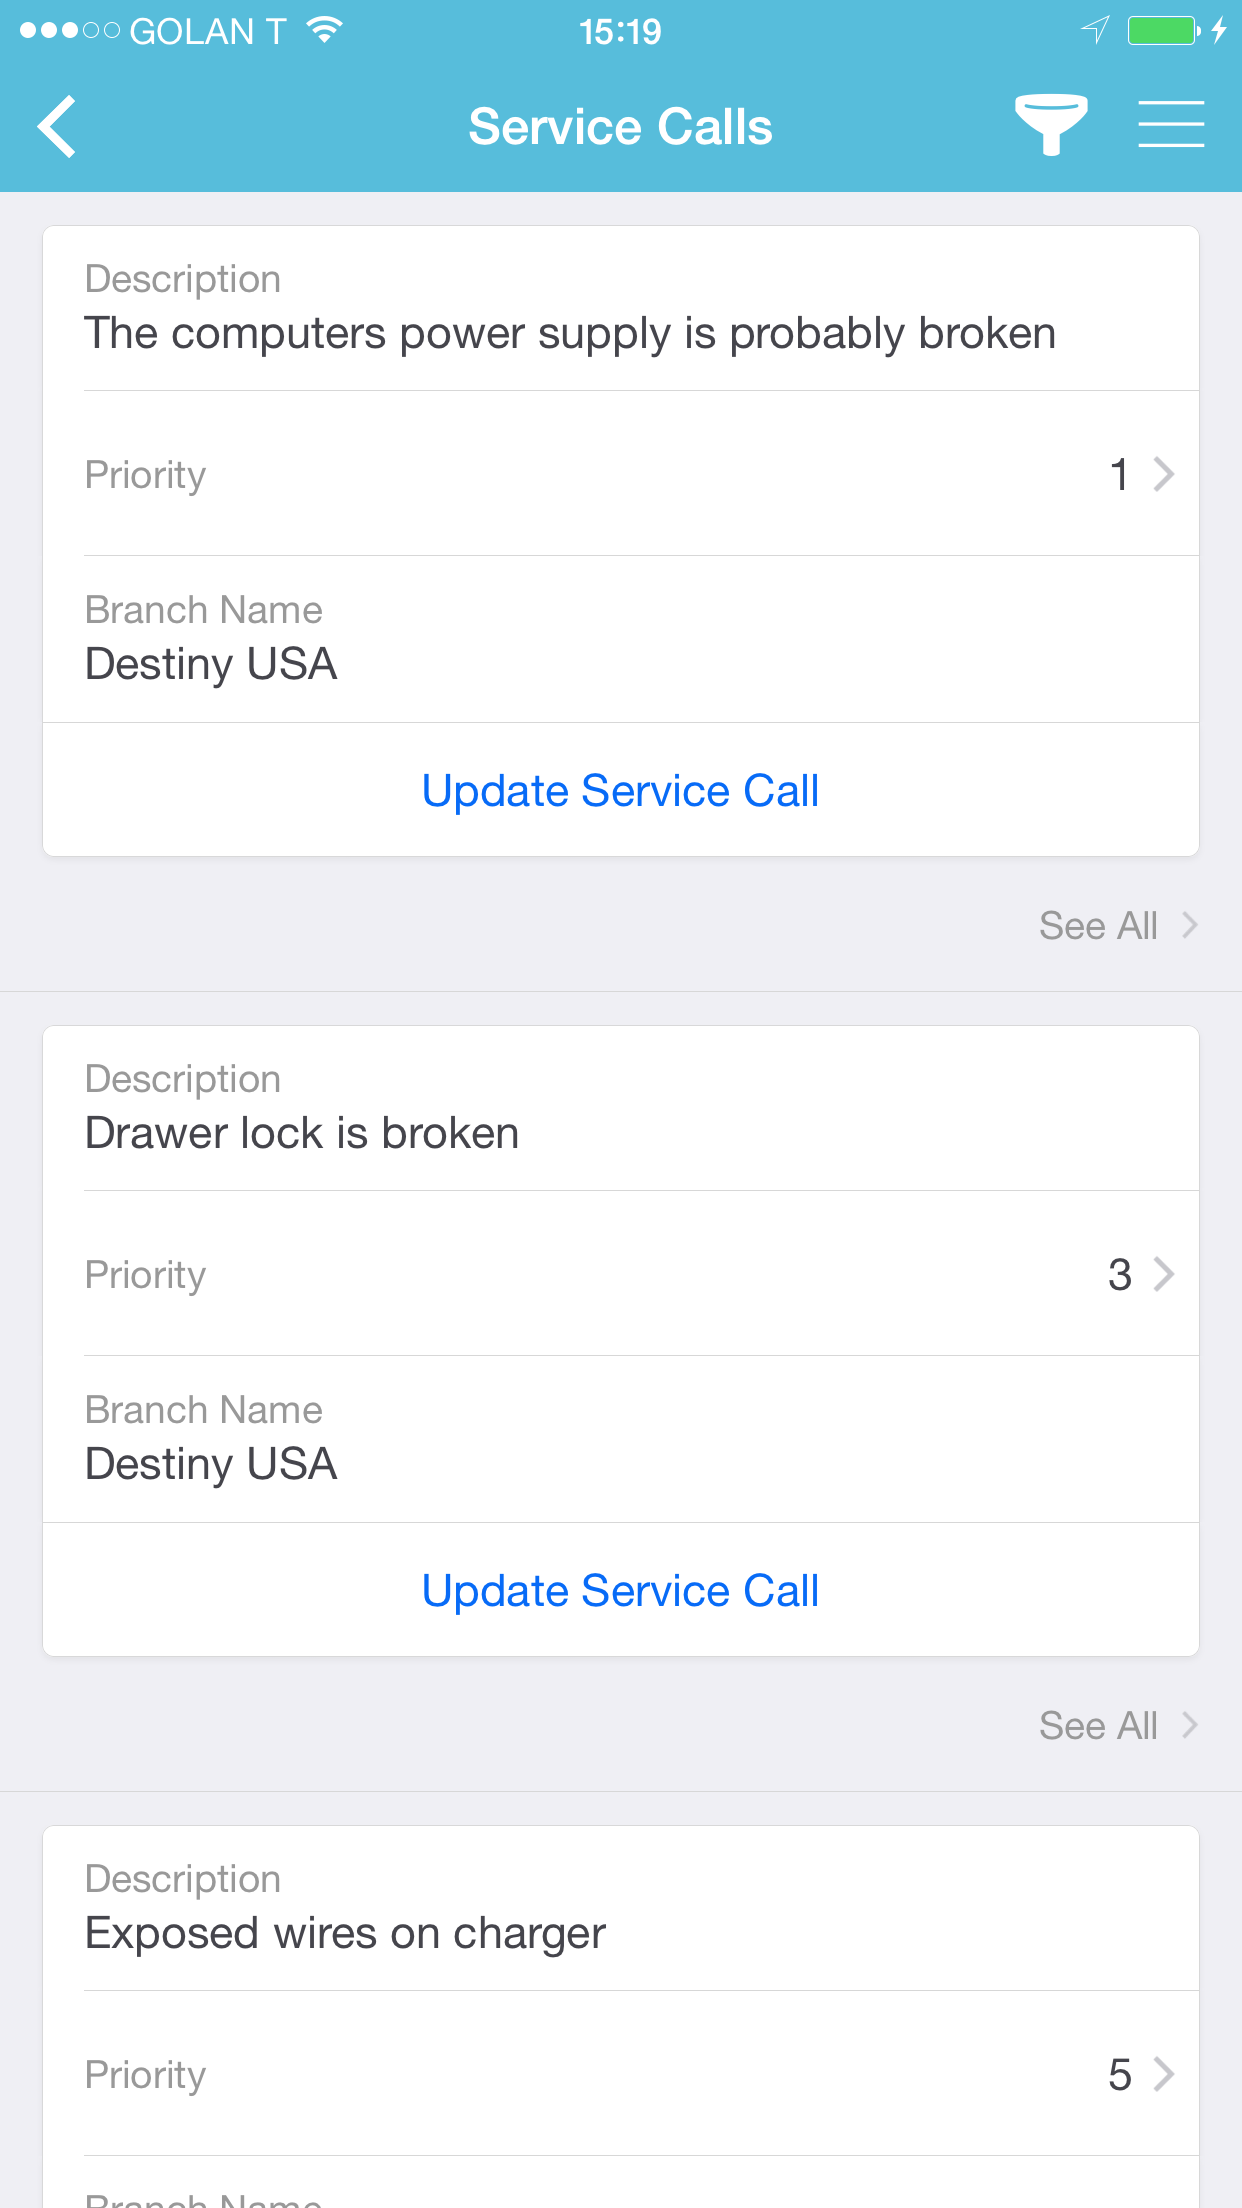 GOLAN T
15:19
Service Calls
Description
The computers power supply is probably broken
Priority
1
Branch Name
Destiny USA
Update Service Call
See All
Description
Drawer lock is broken
Priority
3
Branch Name
Destiny USA
Update Service Call
See All
Description
Exposed wires on charger
Priority
5
Branch Name